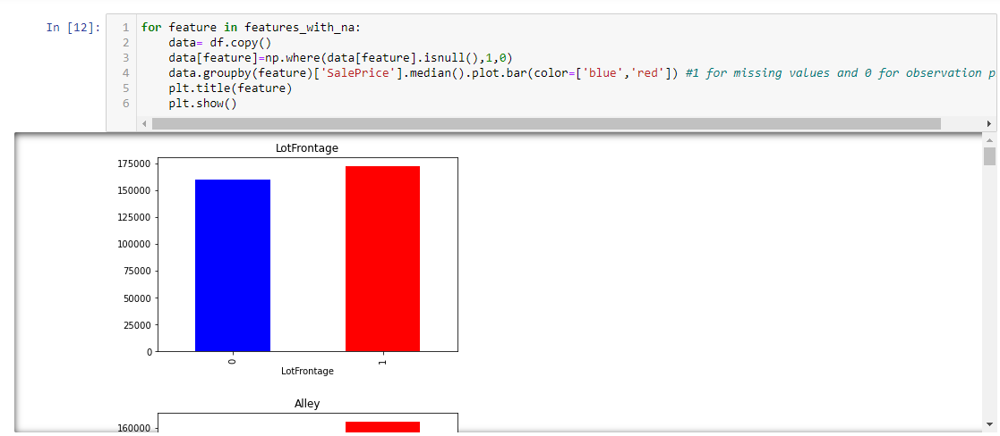 In [12]:
1 for feature in features_with_na:
2 data= df.copy()
3 data[feature]=np.where(data[feature].isnull(),1,0)
4 data.groupby(feature)['SalePrice'].median().plot.bar(color=['blue','red']) #1 for missing values and 0 for observation p
5 plt.title(feature)
6 plt.show()
LotFrontage
175000
150000
125000
100000
75000
50000
25000
0
0 1
LotFrontage
Alley
160000